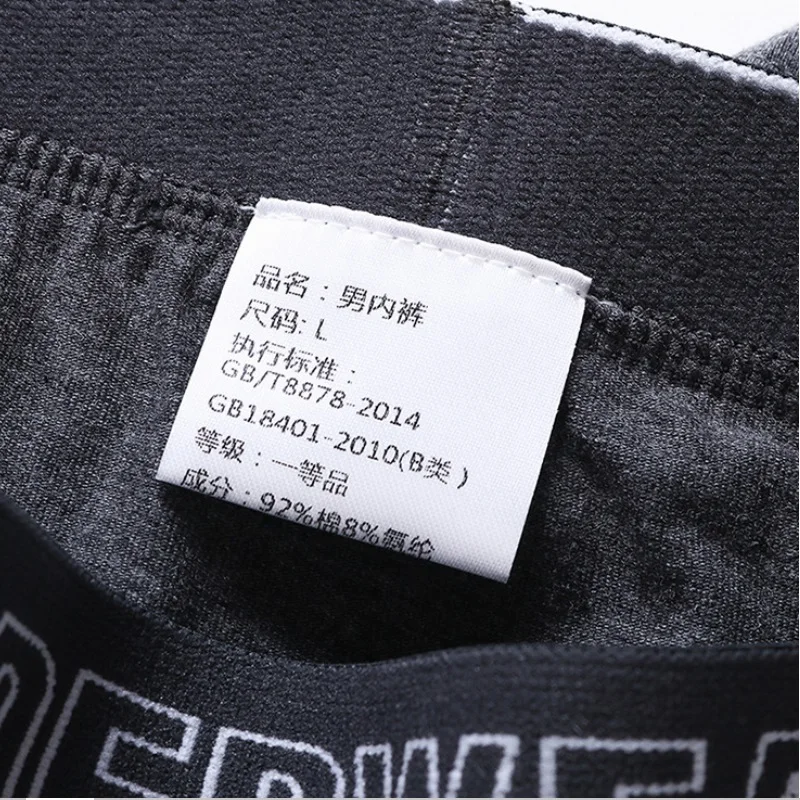 品名：男内裤
尺码: L
执行标准：
GB/T8878-2014
GB18401-2010(B类)
等级：一等品
成分：92%棉8%氨纶